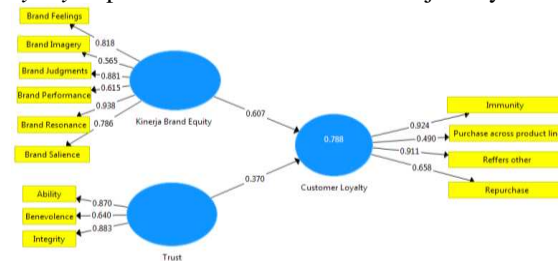 Brand Feelings
Brand Imagery
Brand Judgments
Brand Performance
Brand Resonance
Brand Salience
0.818
0.565
0.881
0.615
0.938
0.786
Kinerja Brand Equity
0.607
0.788
Customer Loyalty
0.924
0.490
0.911
0.658
Immunity
Purchase across product lin
Reffers other
Repurchase
0.370
Ability
Benevolence
Integrity
0.870
0.640
0.883
Trust